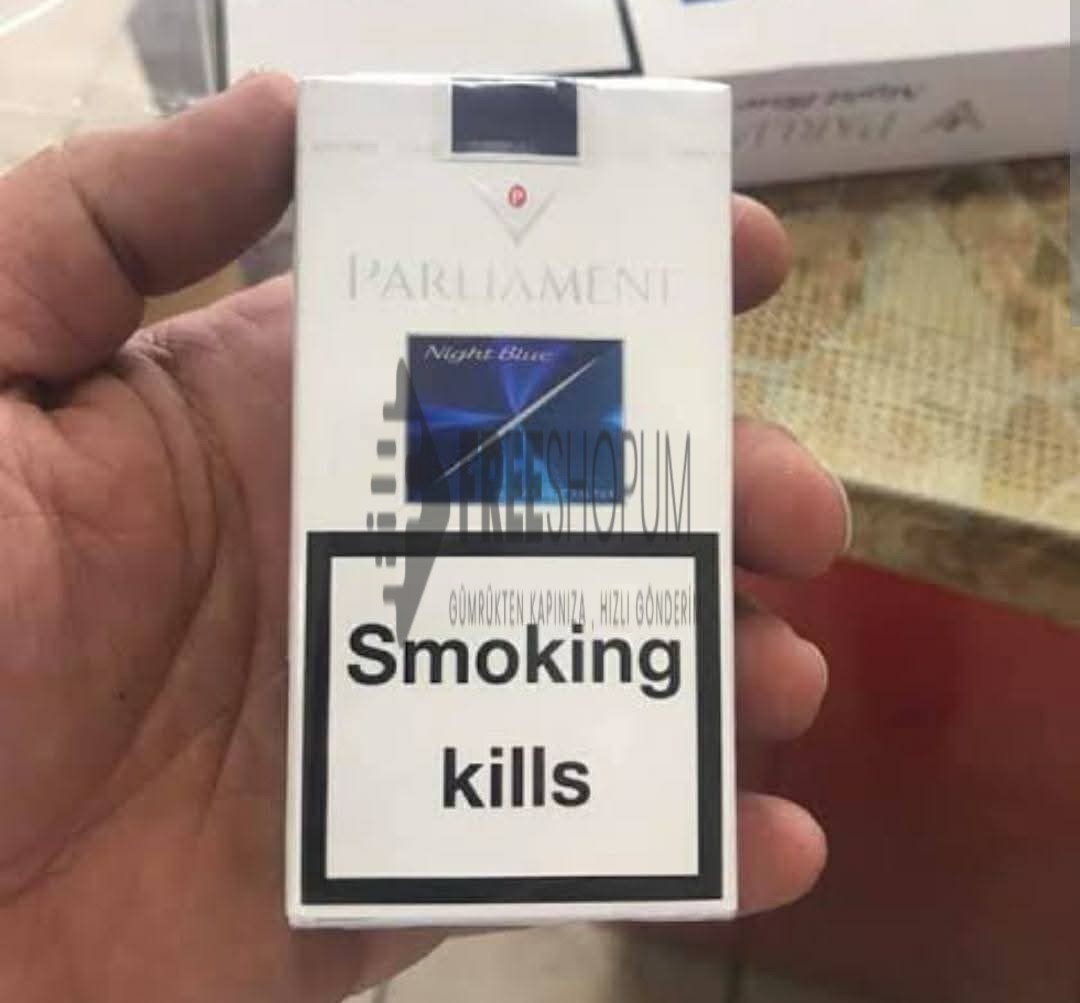 P
PARLIAMENT
Night Blue
FREESHOPUM
GÜMRÜKTEN KAPINIZA , HIZLI GÖNDERİ
Smoking
kills